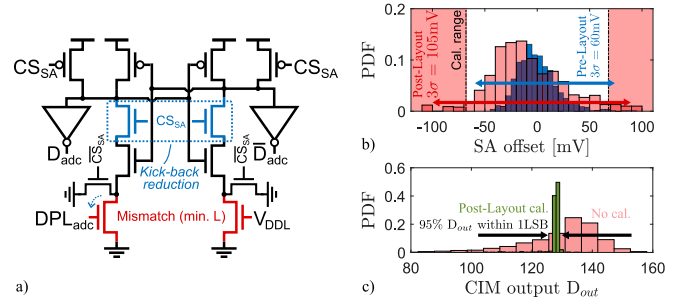 CS_SA
CS_SA
CS_SA
D_adc
D̅_adc
C̅S̅_SA
C̅S̅_SA
Kick-back
reduction
DPL_adc
Mismatch (min. L)
V_DDL
a)
PDF
0.2
0.1
0
Post-Layout
3σ = 105mV
Cal. range
Pre-Layout
3σ = 60mV
-100
-50
0
50
100
SA offset [mV]
b)
PDF
0.6
0.4
0.2
0
Post-Layout cal.
No cal.
95% D_out within 1LSB
80
100
120
140
160
CIM output D_out
c)